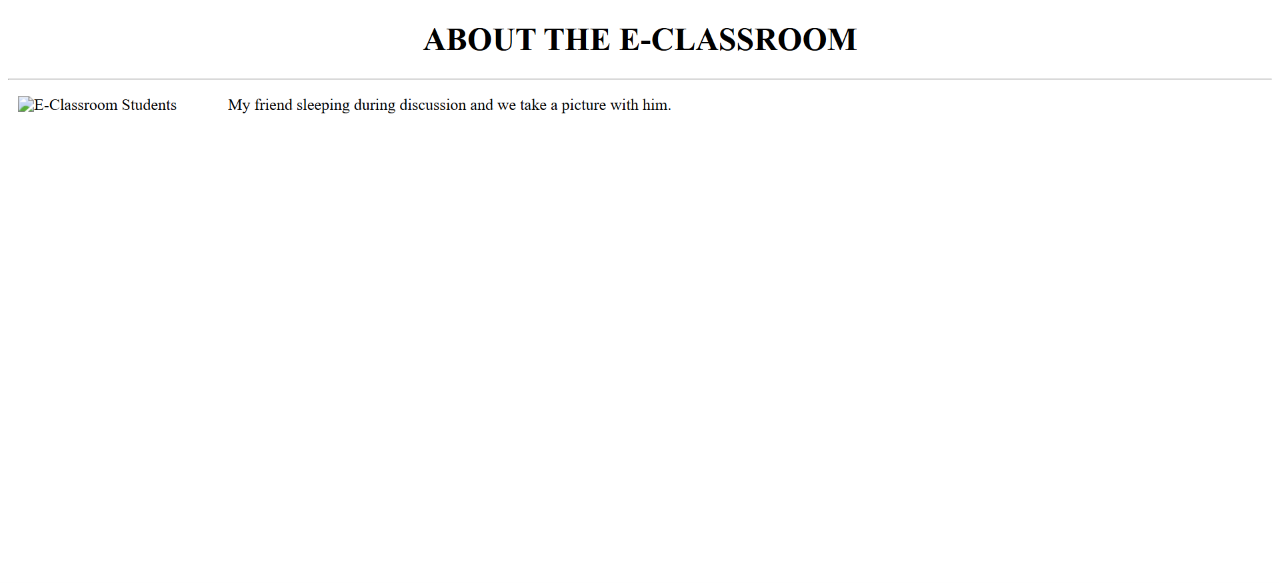 ABOUT THE E-CLASSROOM
E-Classroom Students
My friend sleeping during discussion and we take a picture with him.